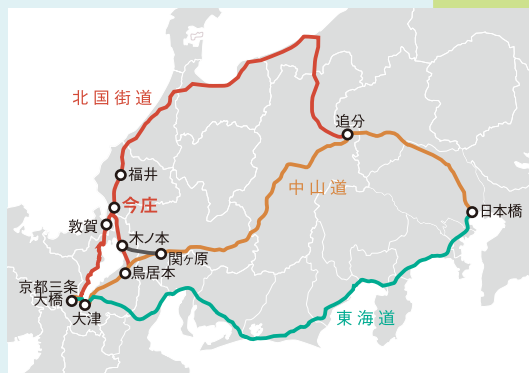 北国街道
追分
福井
中山道
今庄
日本橋
敦賀
木ノ本
関ヶ原
鳥居本
京都三条
大橋
大津
東海道